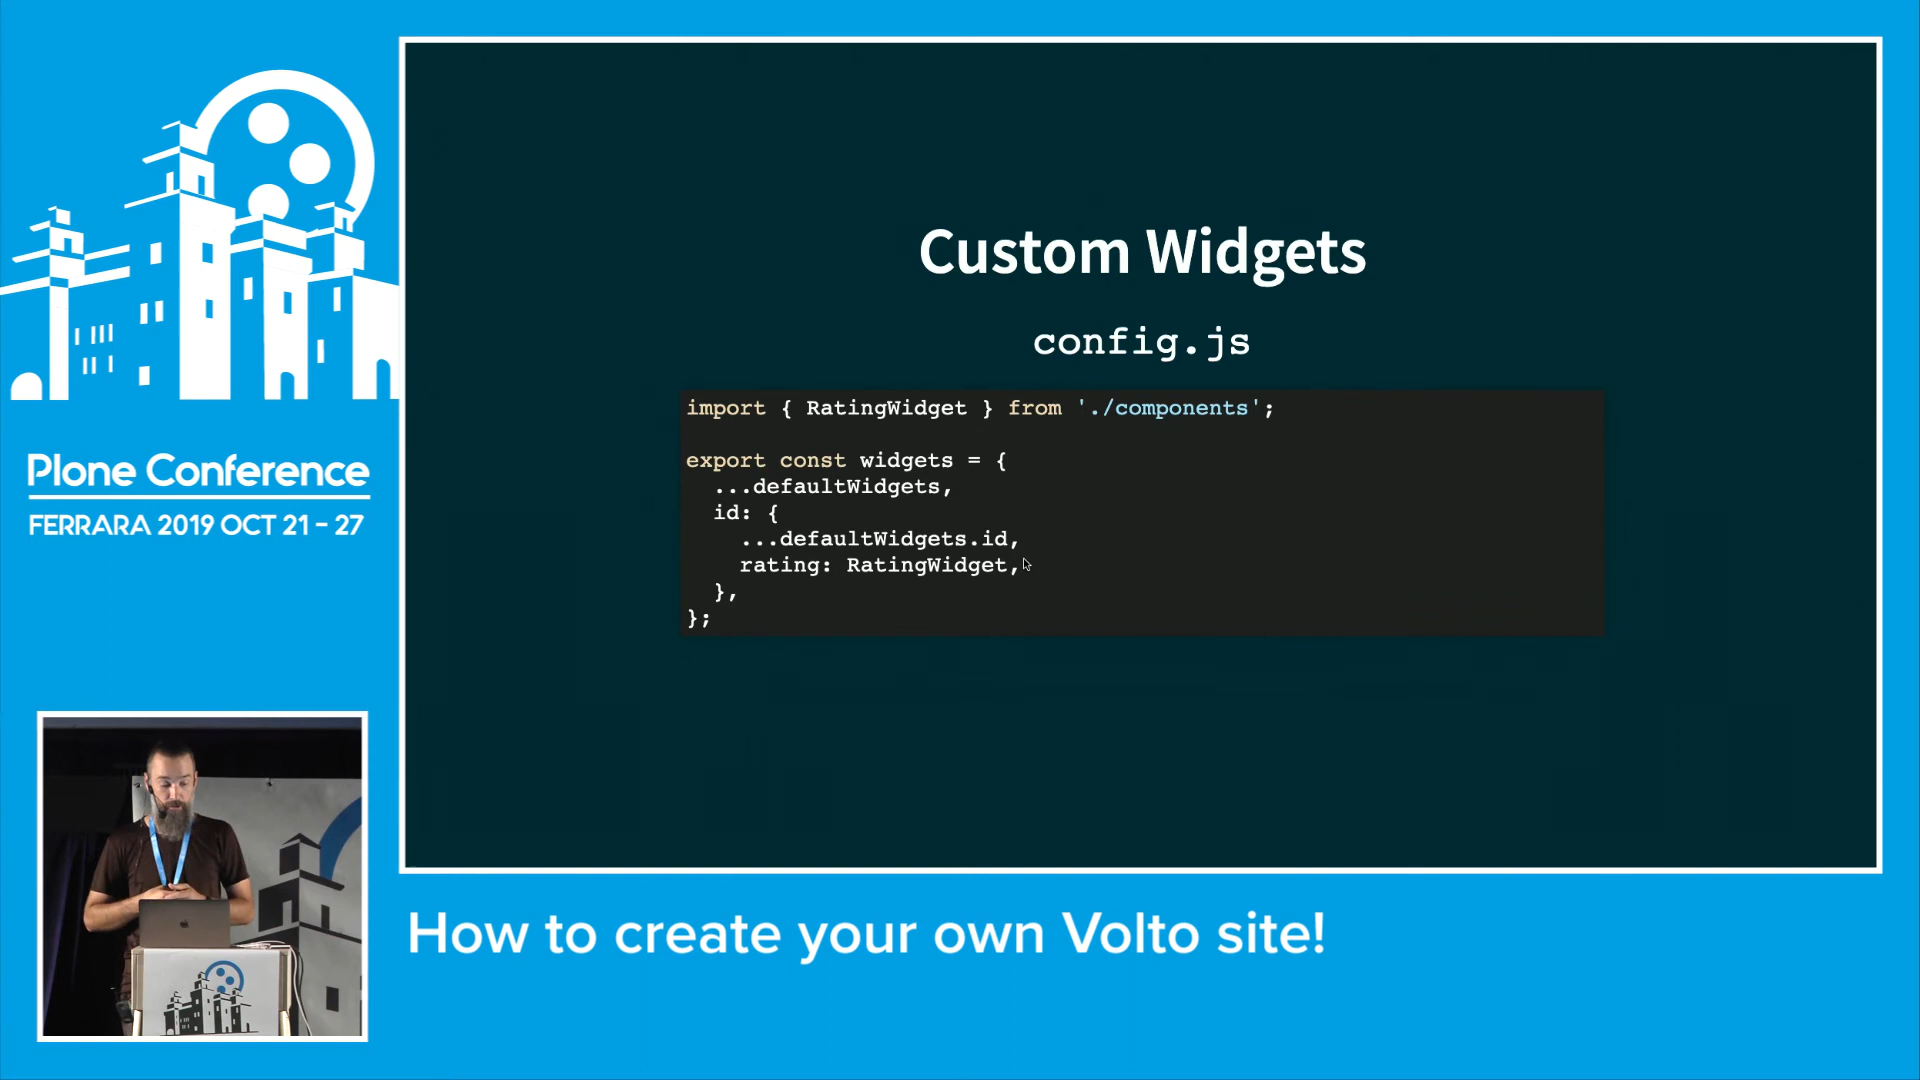 Custom Widgets
config.js
import { RatingWidget } from './components';
export const widgets = {
  ...defaultWidgets,
  id: {
    ...defaultWidgets.id,
    rating: RatingWidget,
  },
};
Plone Conference
FERRARA 2019 OCT 21 - 27
How to create your own Volto site!